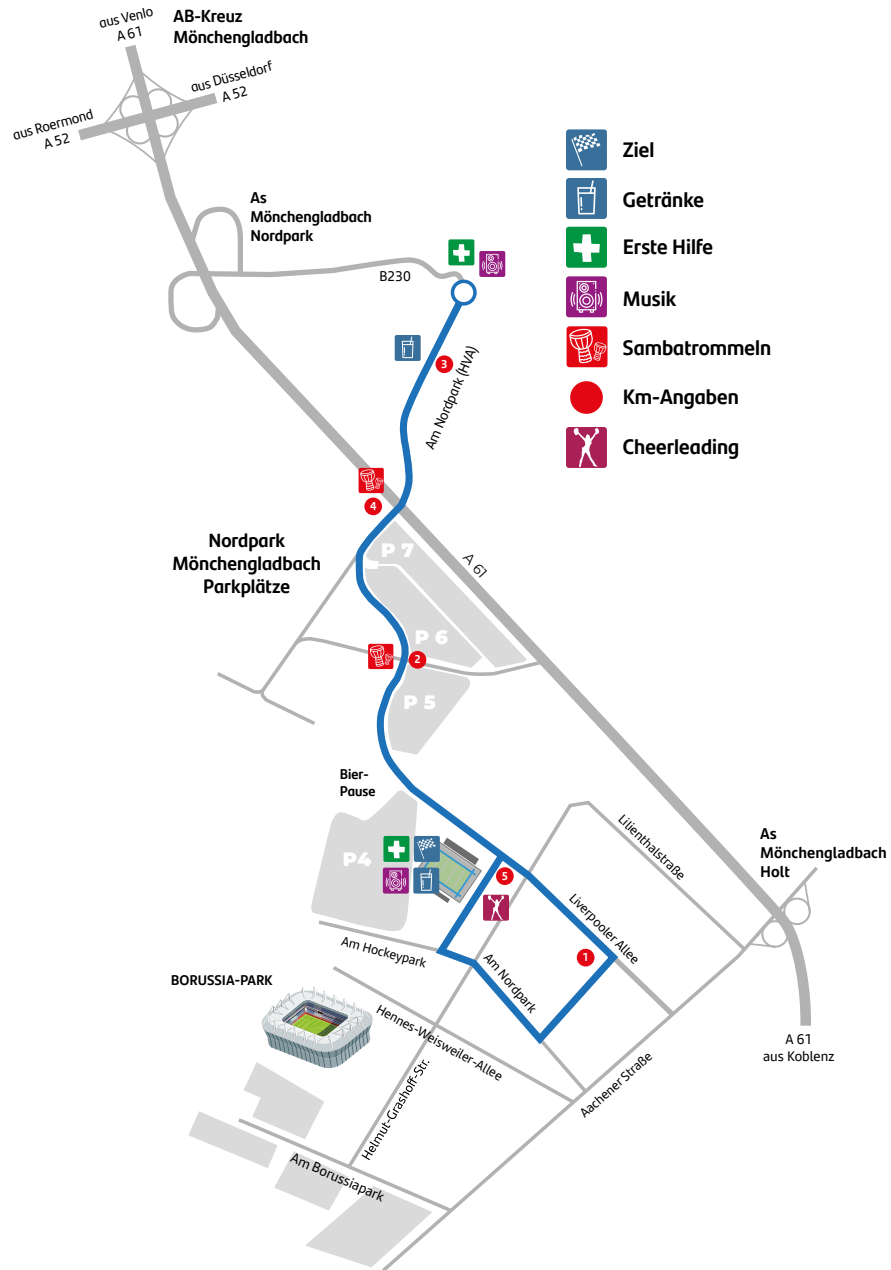 aus Venlo
A 61
AB-Kreuz
Mönchengladbach
aus Düsseldorf
A 52
aus Roermond
A 52
As
Mönchengladbach
Nordpark
B230
Ziel
Getränke
Erste Hilfe
Musik
Sambatrommeln
Km-Angaben
Cheerleading
3
Am Nordpark (HVA)
4
Nordpark
Mönchengladbach
Parkplätze
P 7
A 61
P 6
2
P 5
Bier-
Pause
P4
5
Lilienthalstraße
As
Mönchengladbach
Holt
Liverpooler Allee
Am Hockeypark
1
Am Nordpark
BORUSSIA-PARK
Hennes-Weisweiler-Allee
A 61
aus Koblenz
Helmut-Grashoff-Str.
Aachener Straße
Am Borussiapark